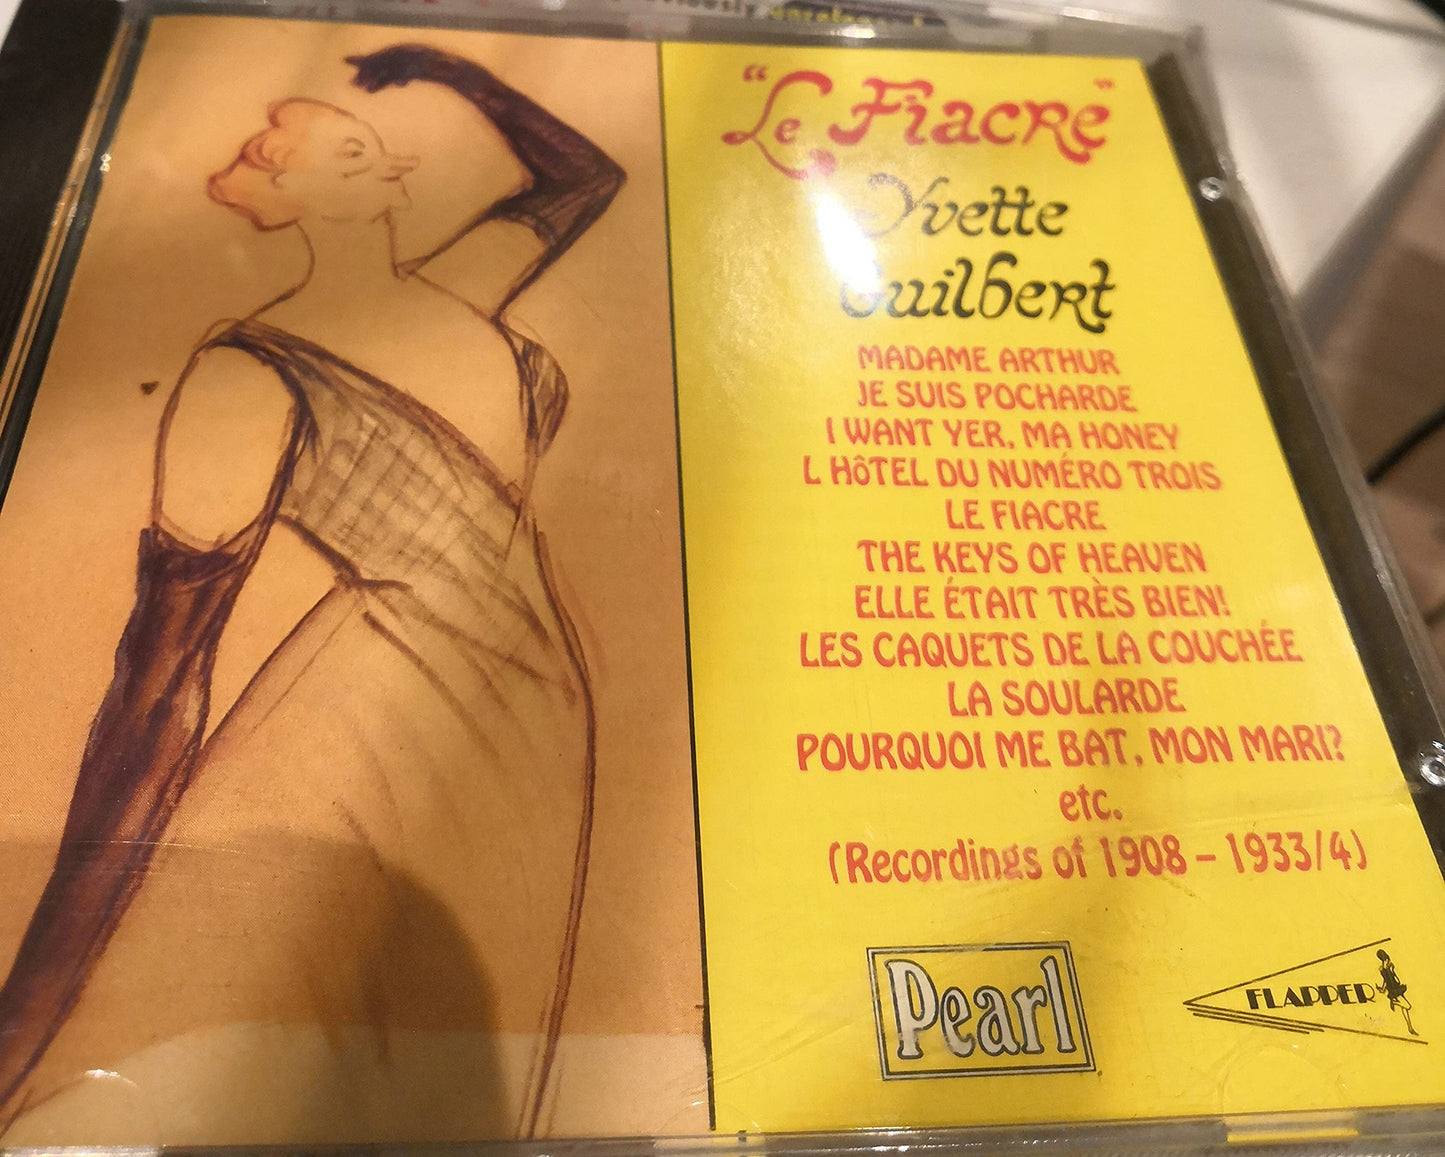 "Le Fiacre"
Yvette
Guilbert
MADAME ARTHUR
JE SUIS POCHARDE
I WANT YER, MA HONEY
L HôTEL DU NUMÉRO TROIS
LE FIACRE
THE KEYS OF HEAVEN
ELLE ÉTAIT TRÈS BIEN!
LES CAQUETS DE LA COUCHÉE
LA SOULARDE
POURQUOI ME BAT, MON MARI?
etc.
(Recordings of 1908 – 1933/4)
Pearl
FLAPPER